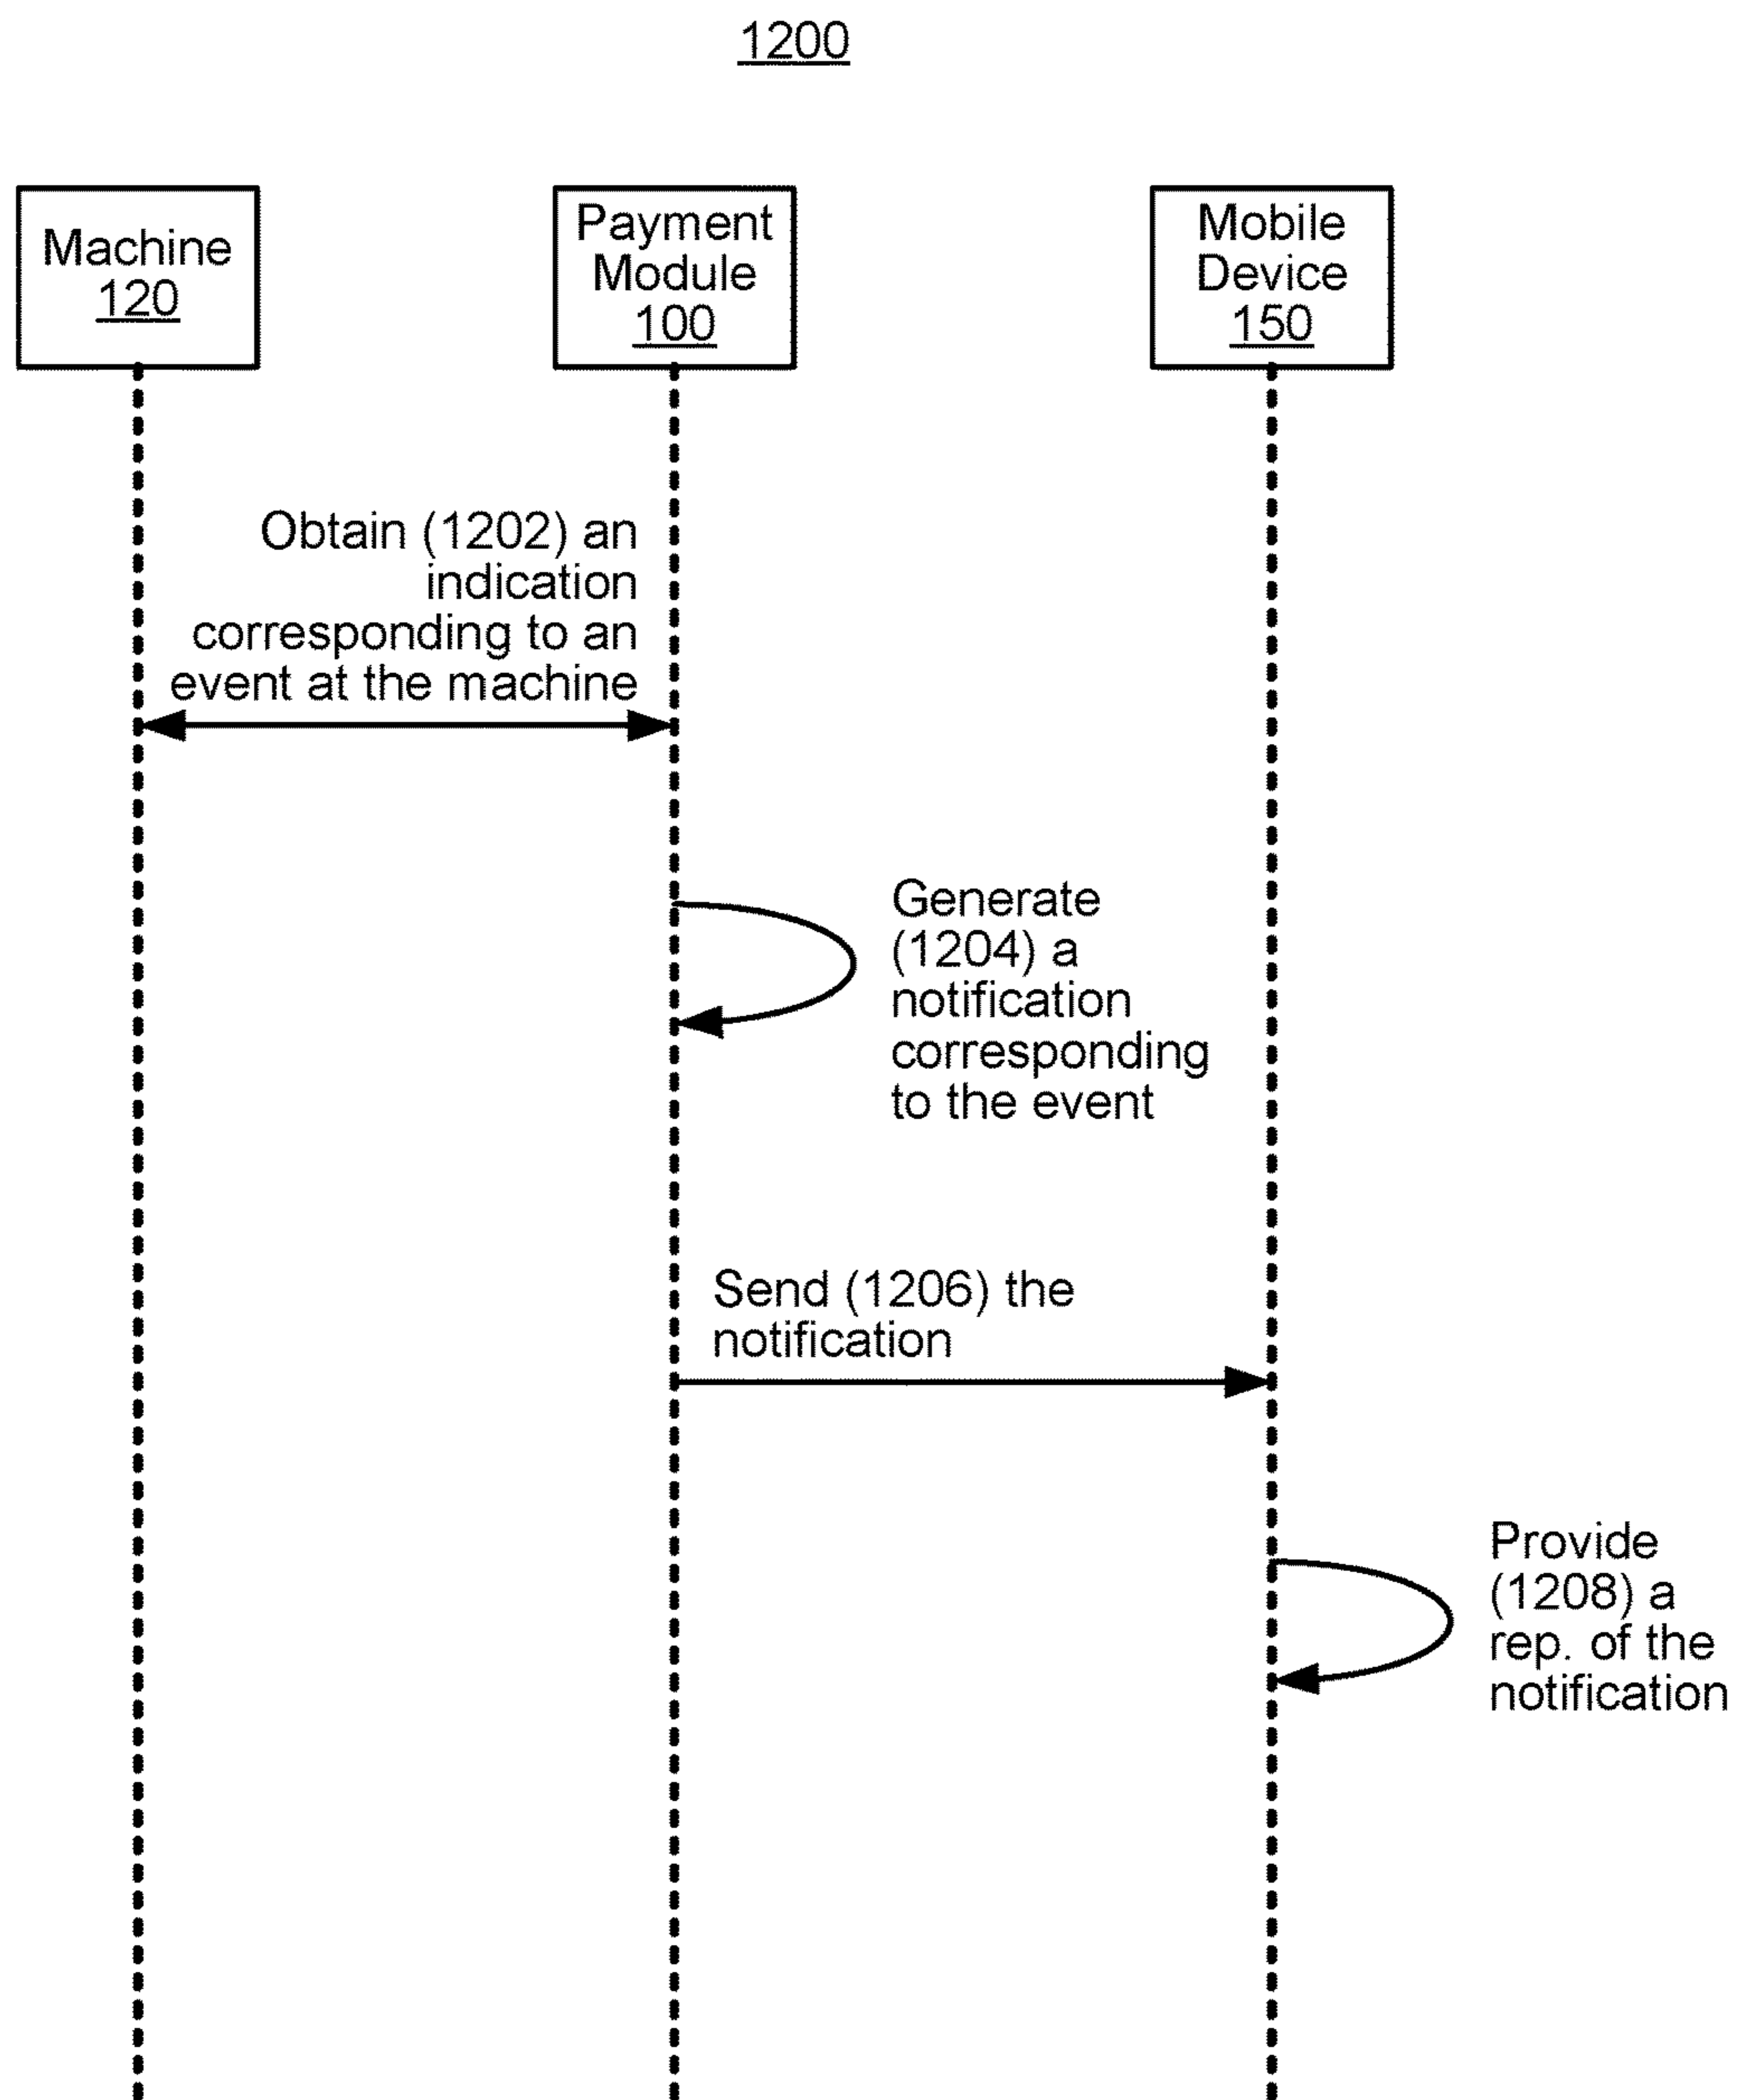 1200
Machine
120
Payment
Module
100
Mobile
Device
150
Obtain (1202) an
indication
corresponding to an
event at the machine
Generate
(1204) a
notification
corresponding
to the event
Send (1206) the
notification
Provide
(1208) a
rep. of the
notification